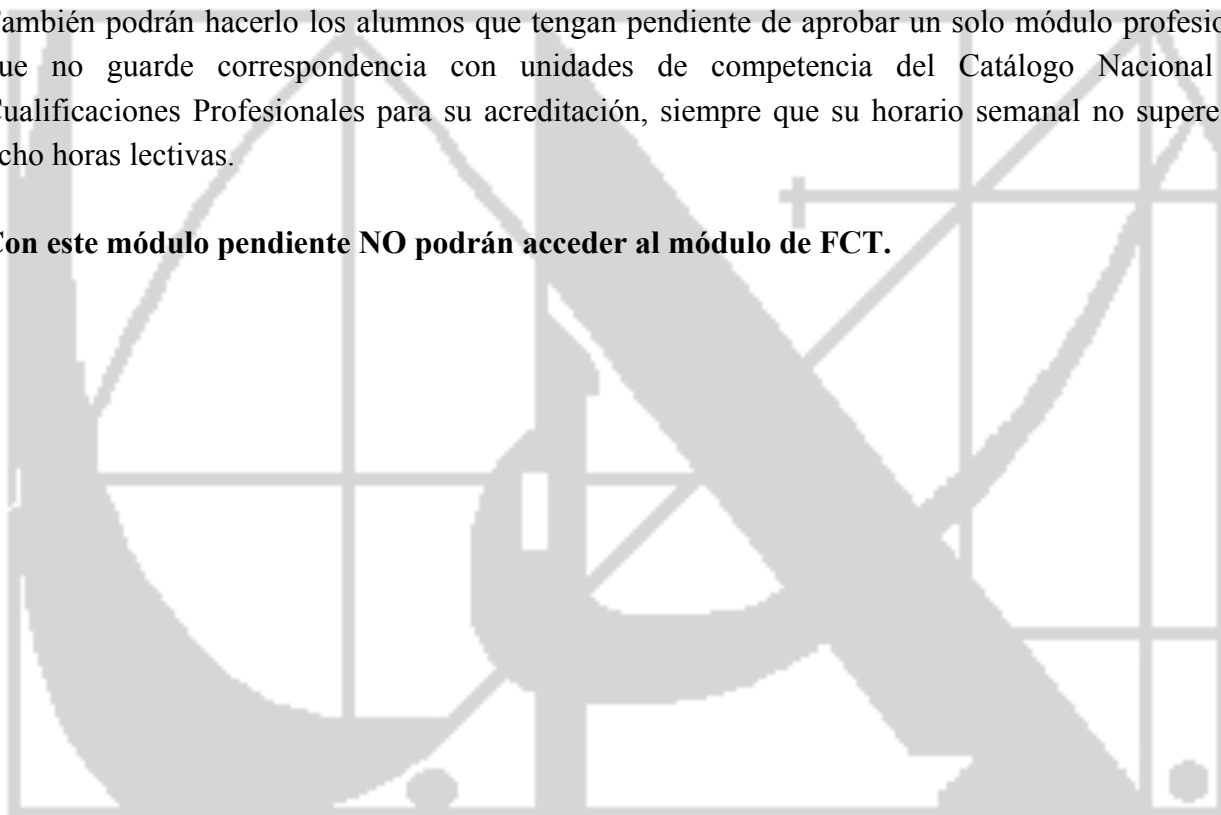 ambién podrán hacerlo los alumnos que tengan pendiente de aprobar un solo módulo profesio
ue no guarde correspondencia con unidades de competencia del Catálogo Nacional
ualificaciones Profesionales para su acreditación, siempre que su horario semanal no supere
cho horas lectivas.
Con este módulo pendiente NO podrán acceder al módulo de FCT.